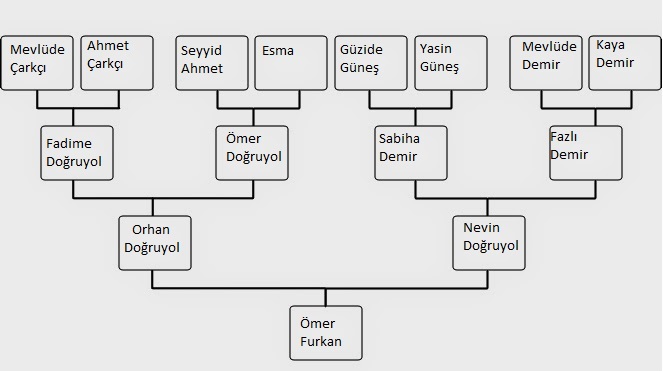 Mevlüde
Çarkçı
Ahmet
Çarkçı
Seyyid
Ahmet
Esma
Güzide
Güneş
Yasin
Güneş
Mevlüde
Demir
Kaya
Demir
Fadime
Doğruyol
Ömer
Doğruyol
Sabiha
Demir
Fazlı
Demir
Orhan
Doğruyol
Nevin
Doğruyol
Ömer
Furkan